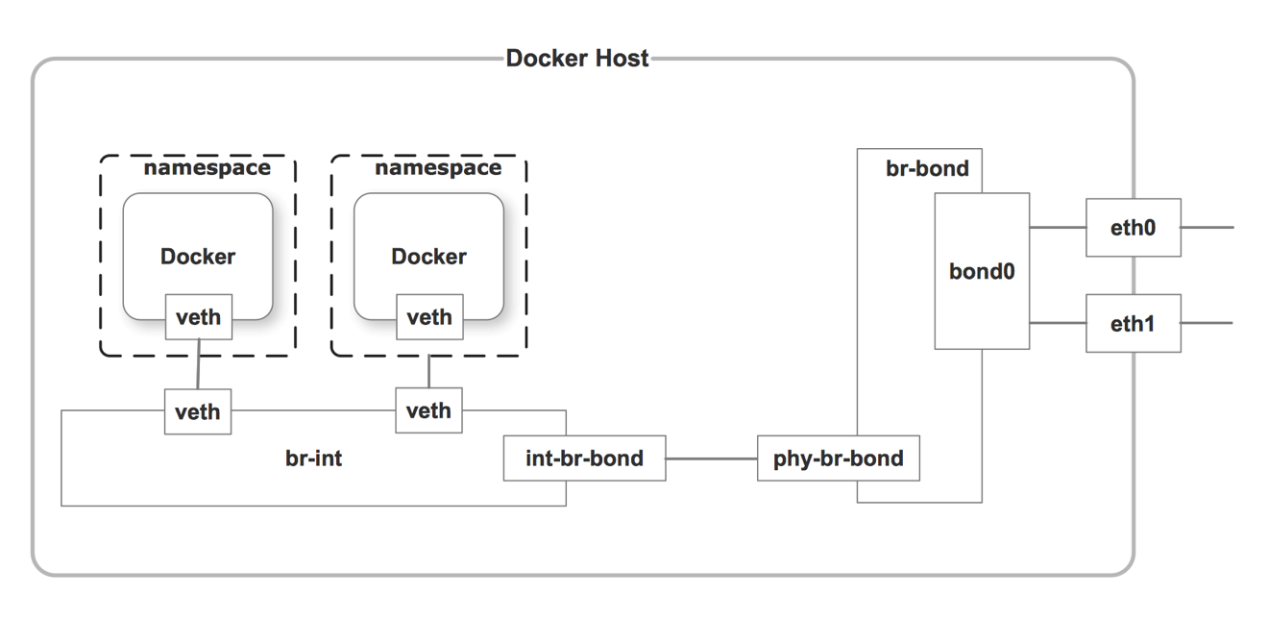 Docker Host
namespace
namespace
br-bond
Docker
Docker
eth0
bond0
veth
veth
eth1
veth
veth
br-int
int-br-bond
phy-br-bond